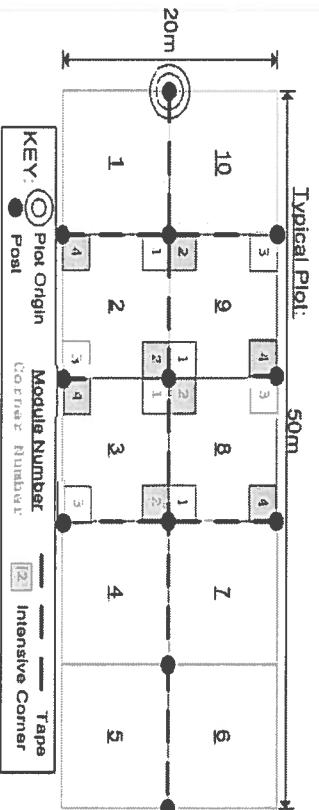 Typical Plot:
50m
20m
3 4 3 4
10 9 8 7 6
2 1 2 1
1 2 1 2
1 2 3 4 5
4 3 4 3
KEY: Plot Origin Module Number Tape
Post Corner Number 2 Intensive Corner